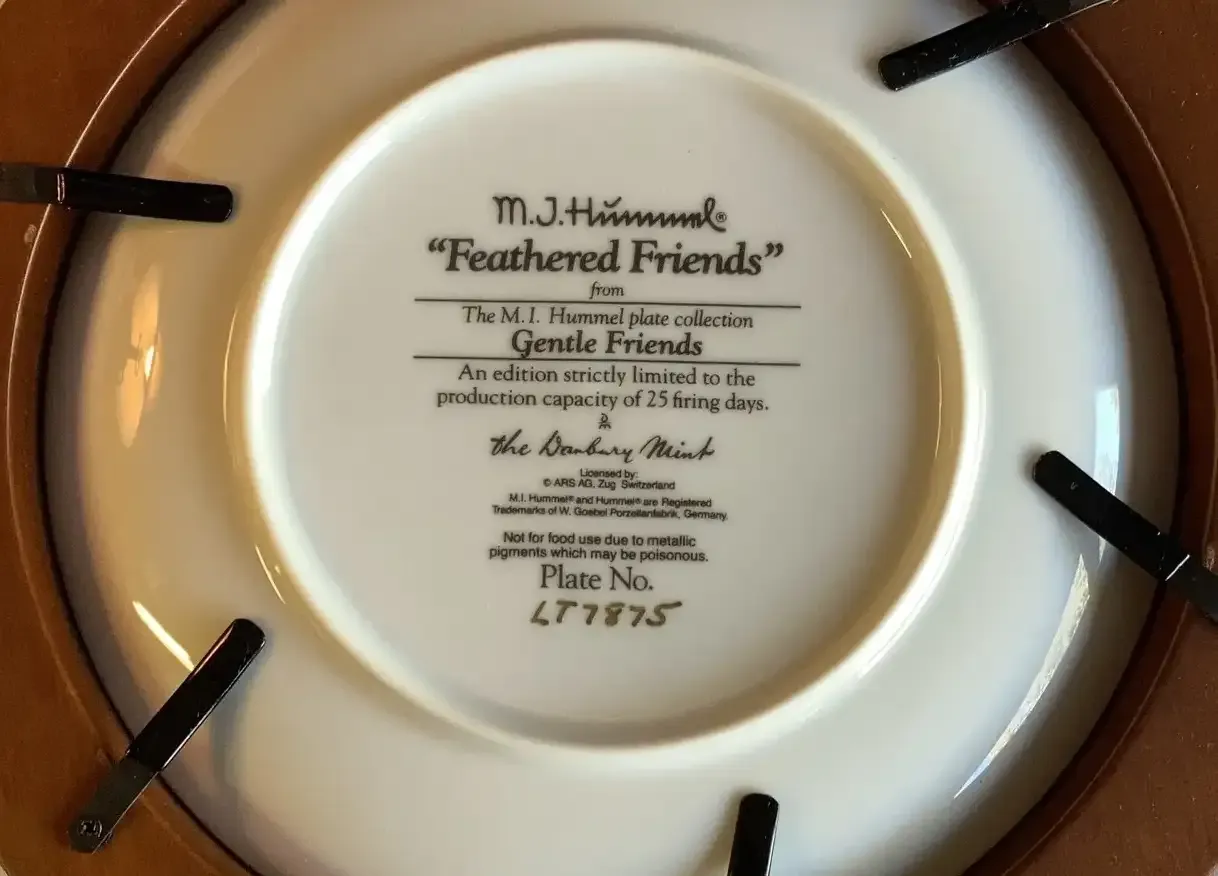 M.J.Hummel®
“Feathered Friends”
from
The M.I. Hummel plate collection
Gentle Friends
An edition strictly limited to the
production capacity of 25 firing days.
The Danbury Mint
Licensed by:
© ARS AG, Zug Switzerland
M.I. Hummel® and Hummel® are Registered
Trademarks of W. Goebel Porzellanfabrik, Germany.
Not for food use due to metallic
pigments which may be poisonous.
Plate No.
LT7875